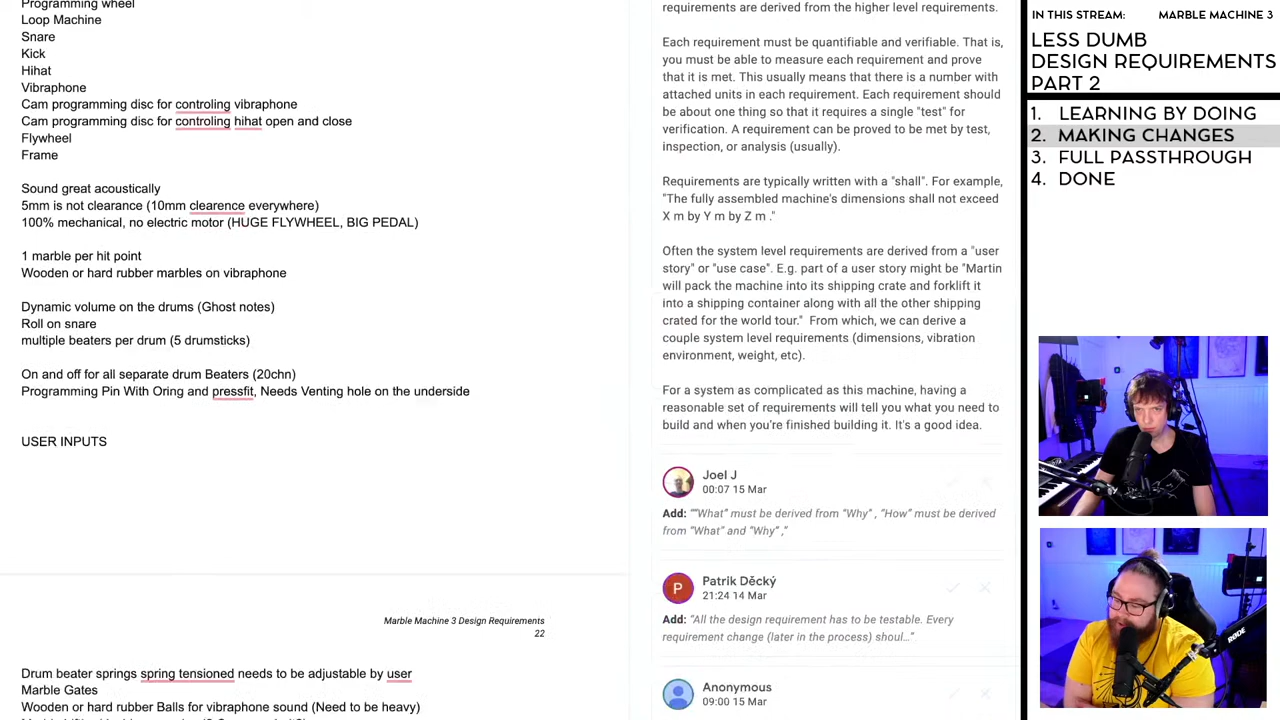 Programming wheel
Loop Machine
Snare
Kick
Hihat
Vibraphone
Cam programming disc for controling vibraphone
Cam programming disc for controling hihat open and close
Flywheel
Frame
Sound great acoustically
5mm is not clearance (10mm clearence everywhere)
100% mechanical, no electric motor (HUGE FLYWHEEL, BIG PEDAL)
1 marble per hit point
Wooden or hard rubber marbles on vibraphone
Dynamic volume on the drums (Ghost notes)
Roll on snare
multiple beaters per drum (5 drumsticks)
On and off for all separate drum Beaters (20chn)
Programming Pin With Oring and pressfit, Needs Venting hole on the underside
USER INPUTS
Marble Machine 3 Design Requirements
22
Drum beater springs spring tensioned needs to be adjustable by user
Marble Gates
Wooden or hard rubber Balls for vibraphone sound (Need to be heavy)
requirements are derived from the higher level requirements.
Each requirement must be quantifiable and verifiable. That is,
you must be able to measure each requirement and prove
that it is met. This usually means that there is a number with
attached units in each requirement. Each requirement should
be about one thing so that it requires a single "test" for
verification. A requirement can be proved to be met by test,
inspection, or analysis (usually).
Requirements are typically written with a "shall". For example,
"The fully assembled machine's dimensions shall not exceed
X m by Y m by Z m ."
Often the system level requirements are derived from a "user
story" or "use case". E.g. part of a user story might be "Martin
will pack the machine into its shipping crate and forklift it
into a shipping container along with all the other shipping
crated for the world tour."  From which, we can derive a
couple system level requirements (dimensions, vibration
environment, weight, etc).
For a system as complicated as this machine, having a
reasonable set of requirements will tell you what you need to
build and when you're finished building it. It's a good idea.
Joel J
00:07 15 Mar
Add: "“What” must be derived from “Why” , “How” must be derived
from “What” and “Why” ,”
P
Patrik Děcký
21:24 14 Mar
Add: “All the design requirement has to be testable. Every
requirement change (later in the process) shoul...”
Anonymous
09:00 15 Mar
IN THIS STREAM: MARBLE MACHINE 3
LESS DUMB
DESIGN REQUIREMENTS
PART 2
1. LEARNING BY DOING
2. MAKING CHANGES
3. FULL PASSTHROUGH
4. DONE
RODE